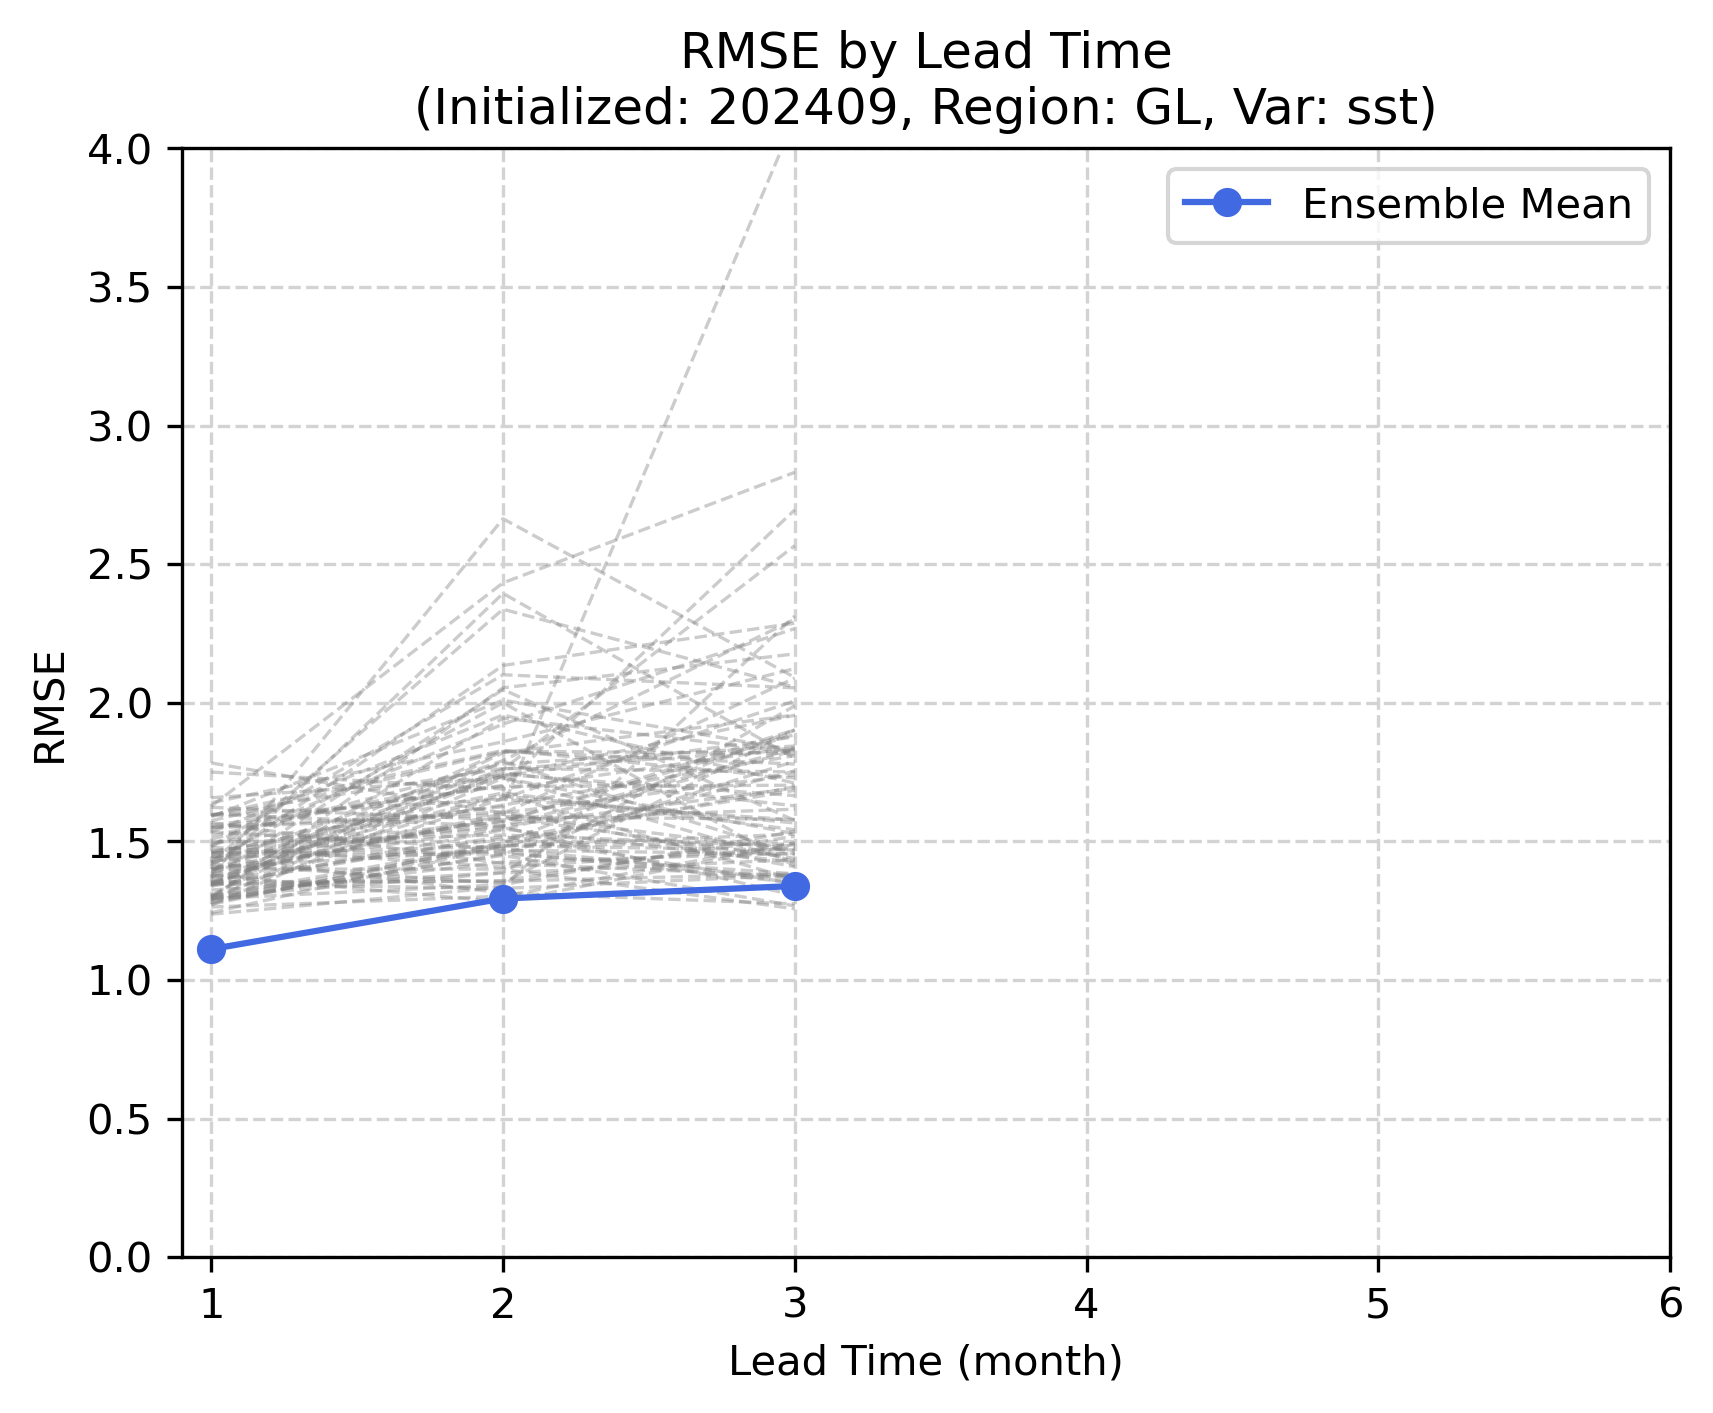 RMSE by Lead Time
(Initialized: 202409, Region: GL, Var: sst)
4.0
3.5
3.0
2.5
2.0
1.5
1.0
0.5
0.0
RMSE
Ensemble Mean
1 2 3 4 5 6
Lead Time (month)